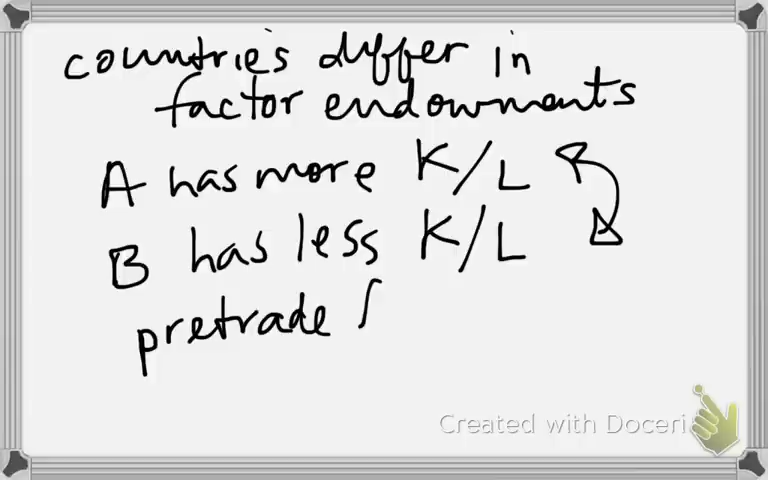 countries differ in
factor endowments
A has more K/L
B has less K/L
pretrade
Created with Doceri